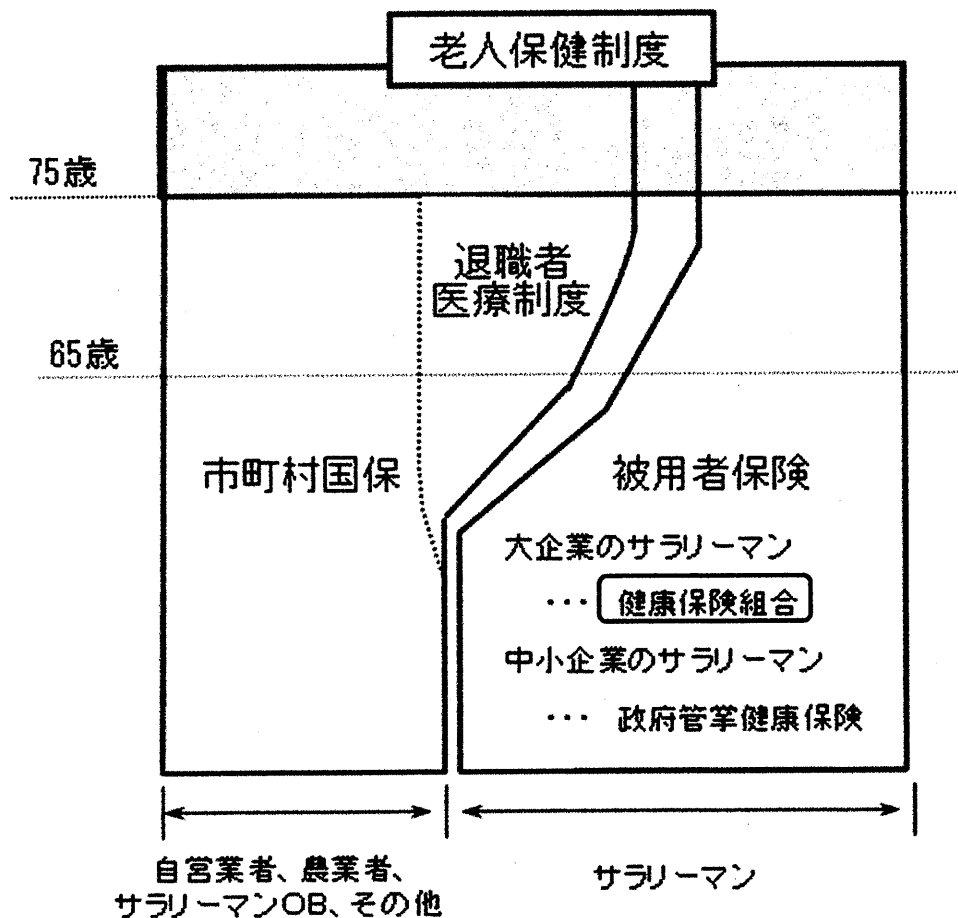 老人保健制度
75歳
退職者
医療制度
65歳
市町村国保
被用者保険
大企業のサラリーマン
… 健康保険組合
中小企業のサラリーマン
… 政府管掌健康保険
自営業者、農業者、
サラリーマンOB、その他
サラリーマン